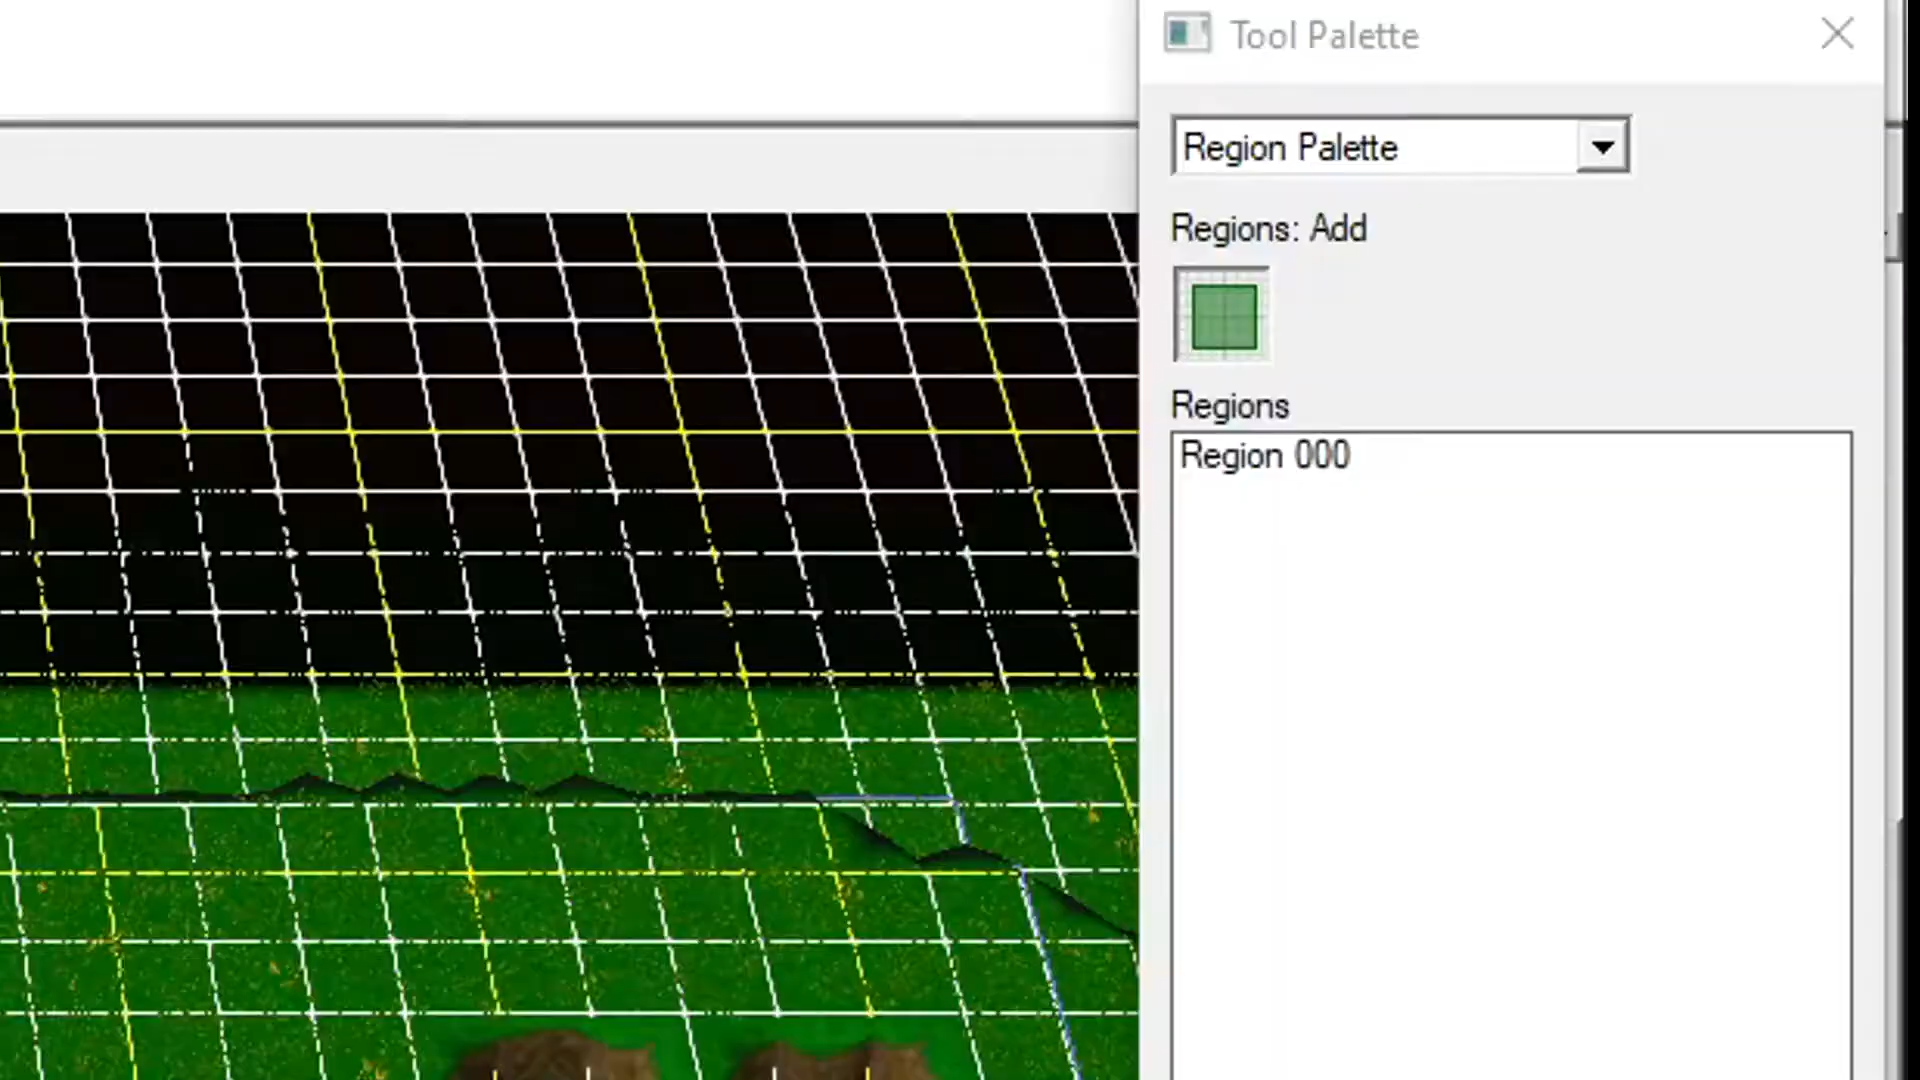 Tool Palette
Region Palette
Regions: Add
Regions
Region 000